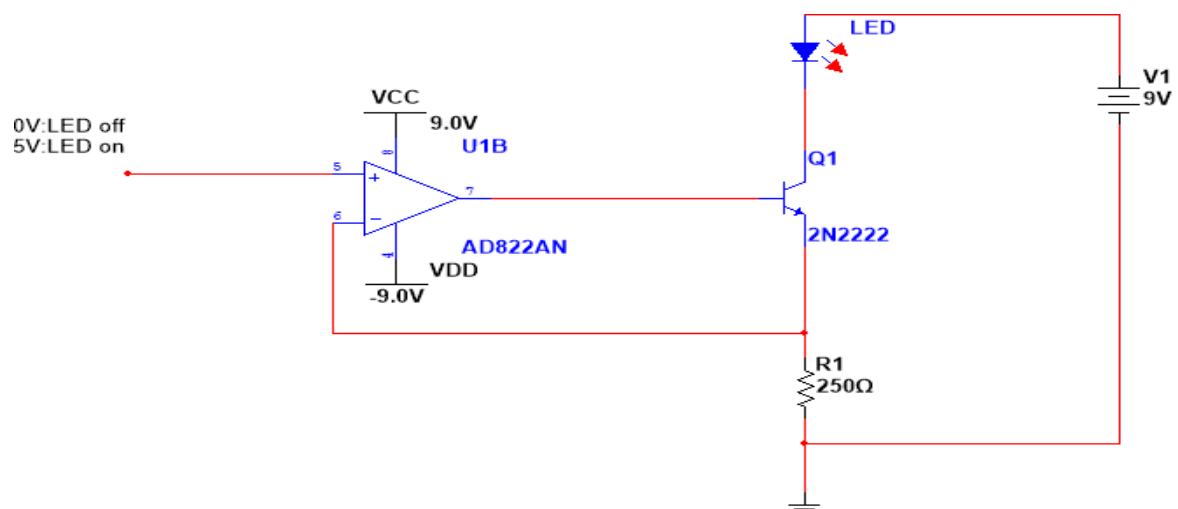 LED
V1
9V
VCC
9.0V
0V:LED off
5V:LED on
U1B
8
Q1
5
+
7
6
−
2N2222
AD822AN
4
VDD
-9.0V
R1
250Ω